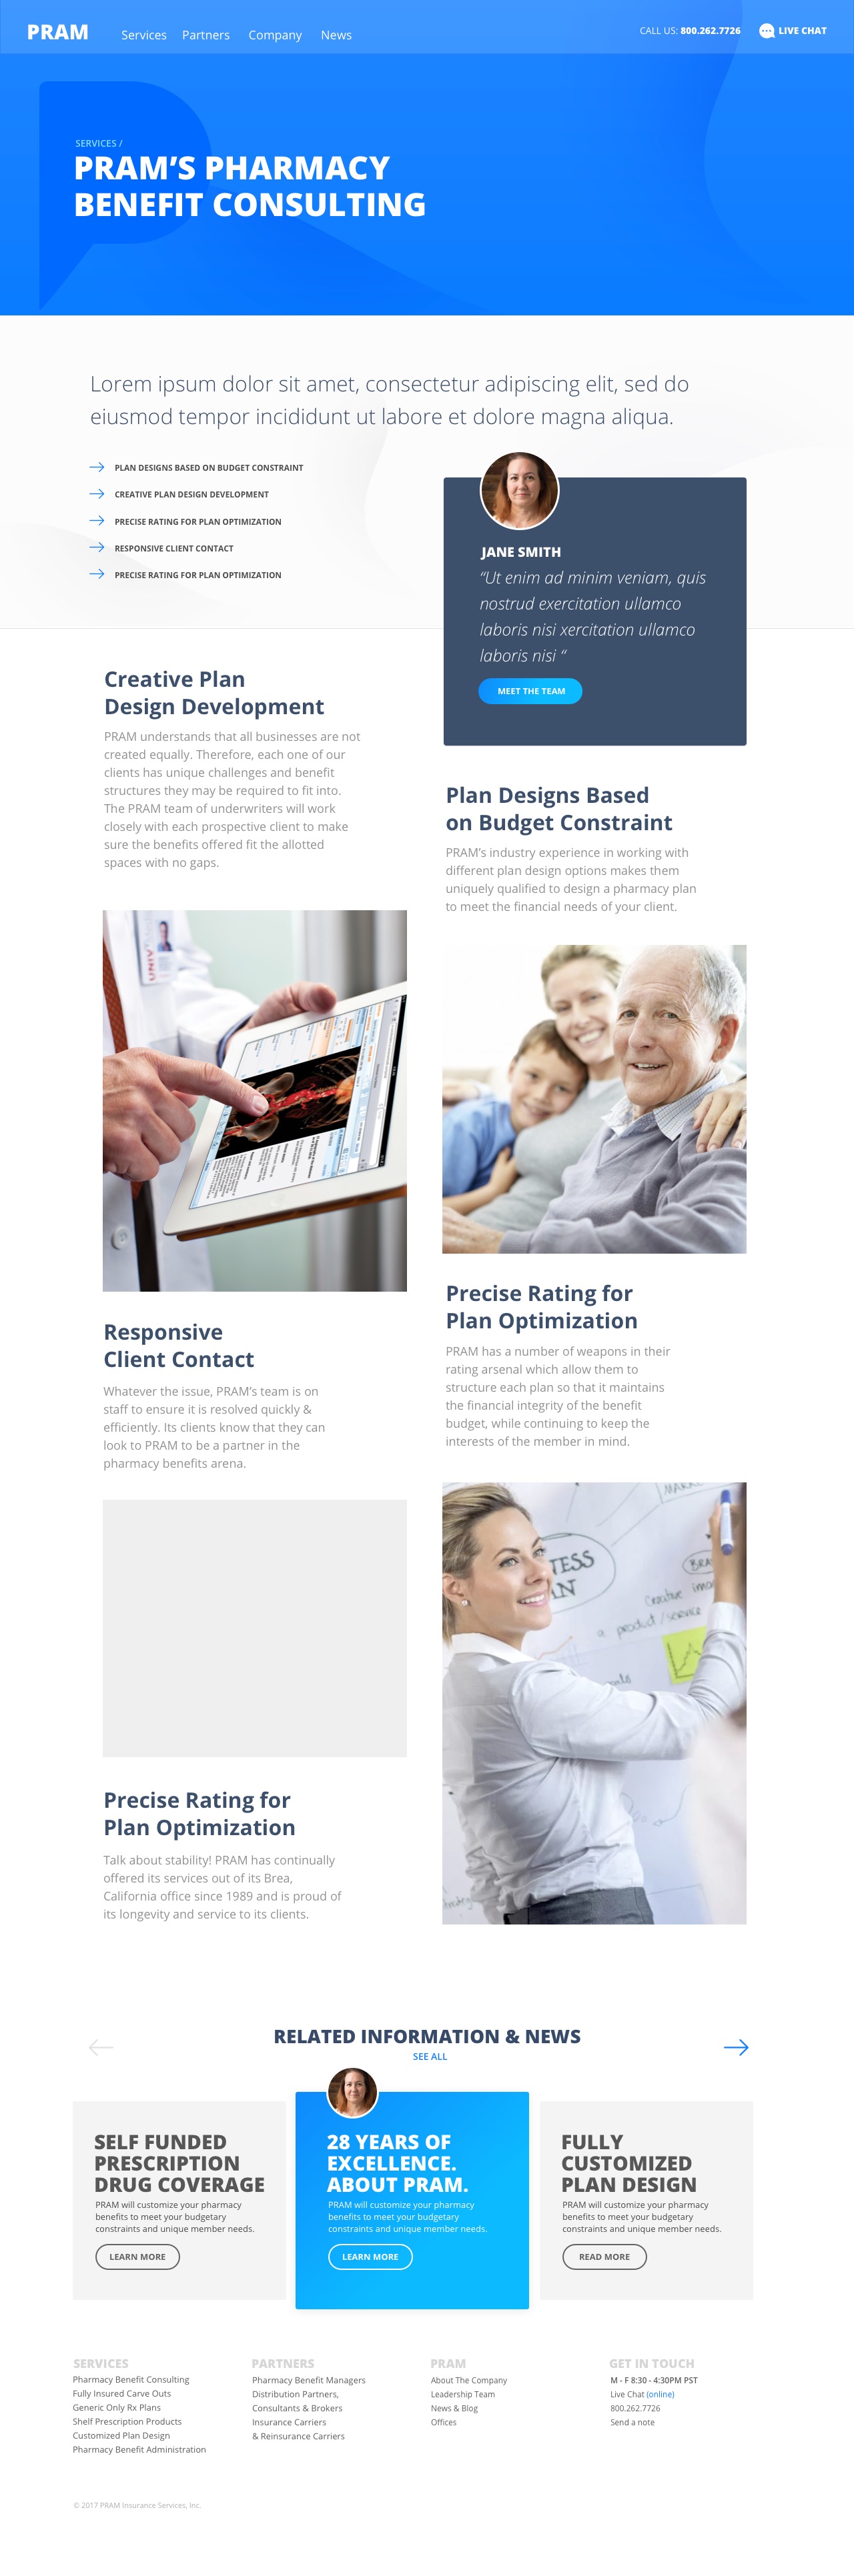 PRAM
Services Partners Company News
CALL US: 800.262.7726 LIVE CHAT
SERVICES /
PRAM'S PHARMACY
BENEFIT CONSULTING
Lorem ipsum dolor sit amet, consectetur adipiscing elit, sed do
eiusmod tempor incididunt ut labore et dolore magna aliqua.
PLAN DESIGNS BASED ON BUDGET CONSTRAINT
CREATIVE PLAN DESIGN DEVELOPMENT
PRECISE RATING FOR PLAN OPTIMIZATION
RESPONSIVE CLIENT CONTACT
PRECISE RATING FOR PLAN OPTIMIZATION
JANE SMITH
“Ut enim ad minim veniam, quis
nostrud exercitation ullamco
laboris nisi xercitation ullamco
laboris nisi “
MEET THE TEAM
Creative Plan
Design Development
PRAM understands that all businesses are not
created equally. Therefore, each one of our
clients has unique challenges and benefit
structures they may be required to fit into.
The PRAM team of underwriters will work
closely with each prospective client to make
sure the benefits offered fit the allotted
spaces with no gaps.
Plan Designs Based
on Budget Constraint
PRAM’s industry experience in working with
different plan design options makes them
uniquely qualified to design a pharmacy plan
to meet the financial needs of your client.
UNIV
Responsive
Client Contact
Whatever the issue, PRAM’s team is on
staff to ensure it is resolved quickly &
efficiently. Its clients know that they can
look to PRAM to be a partner in the
pharmacy benefits arena.
Precise Rating for
Plan Optimization
PRAM has a number of weapons in their
rating arsenal which allow them to
structure each plan so that it maintains
the financial integrity of the benefit
budget, while continuing to keep the
interests of the member in mind.
Creative
a product/service
Precise Rating for
Plan Optimization
Talk about stability! PRAM has continually
offered its services out of its Brea,
California office since 1989 and is proud of
its longevity and service to its clients.
RELATED INFORMATION & NEWS
SEE ALL
SELF FUNDED
PRESCRIPTION
DRUG COVERAGE
PRAM will customize your pharmacy
benefits to meet your budgetary
constraints and unique member needs.
LEARN MORE
28 YEARS OF
EXCELLENCE.
ABOUT PRAM.
PRAM will customize your pharmacy
benefits to meet your budgetary
constraints and unique member needs.
LEARN MORE
FULLY
CUSTOMIZED
PLAN DESIGN
PRAM will customize your pharmacy
benefits to meet your budgetary
constraints and unique member needs.
READ MORE
SERVICES
Pharmacy Benefit Consulting
Fully Insured Carve Outs
Generic Only Rx Plans
Shelf Prescription Products
Customized Plan Design
Pharmacy Benefit Administration
PARTNERS
Pharmacy Benefit Managers
Distribution Partners,
Consultants & Brokers
Insurance Carriers
& Reinsurance Carriers
PRAM
About The Company
Leadership Team
News & Blog
Offices
GET IN TOUCH
M - F 8:30 - 4:30PM PST
Live Chat (online)
800.262.7726
Send a note
© 2017 PRAM Insurance Services, Inc.